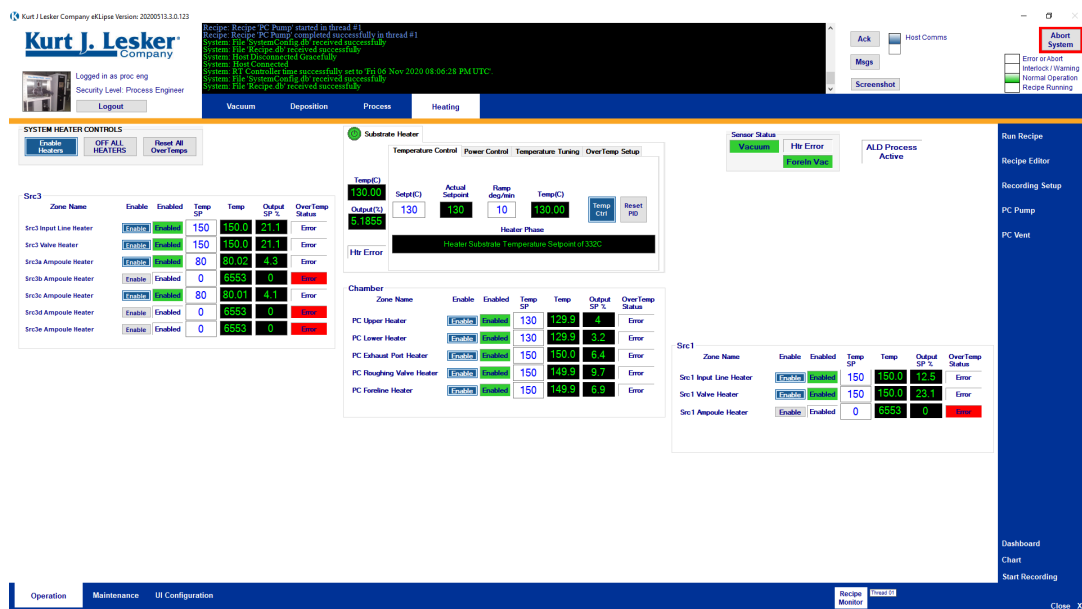 Kurt J Lesker Company eKLipse Version: 20200513.3.0.123
Kurt J. Lesker
Company
Logged in as proc eng
Security Level: Process Engineer
Logout
Recipe: Recipe 'PC Pump' started in thread #1
Recipe: Recipe 'PC Pump' completed successfully in thread #1
System: File 'SystemConfig.db' received successfully
System: File 'Recipe.db' received successfully
System: Host Disconnected Gracefully
System: Host Connected
System: RT Controller time successfully set to 'Fri 06 Nov 2020 08:06:28 PM UTC'.
System: File 'SystemConfig.db' received successfully
System: File 'Recipe.db' received successfully
Ack
Msgs
Screenshot
Host Comms
Abort
System
Error or Abort
Interlock / Warning
Normal Operation
Recipe Running
Vacuum Deposition Process Heating
SYSTEM HEATER CONTROLS
Enable Heaters
OFF ALL HEATERS
Reset All OverTemps
Src3
Zone Name Enable Enabled Temp SP Temp Output SP % OverTemp Status
Src3 Input Line Heater Enable Enabled 150 150.0 21.1 Error
Src3 Valve Heater Enable Enabled 150 150.0 21.1 Error
Src3a Ampoule Heater Enable Enabled 80 80.02 4.3 Error
Src3b Ampoule Heater Enable Enabled 0 6553 0 Error
Src3c Ampoule Heater Enable Enabled 80 80.01 4.1 Error
Src3d Ampoule Heater Enable Enabled 0 6553 0 Error
Src3e Ampoule Heater Enable Enabled 0 6553 0 Error
Substrate Heater
Temperature Control Power Control Temperature Tuning OverTemp Setup
Temp(C)
130.00
Output(%)
5.1855
Htr Error
Setpt(C) Actual Setpoint Ramp deg/min Temp(C)
130 130 10 130.00
Temp Ctrl
Reset PID
Heater Phase
Heater Substrate Temperature Setpoint of 332C
Chamber
Zone Name Enable Enabled Temp SP Temp Output SP % OverTemp Status
PC Upper Heater Enable Enabled 130 129.9 4 Error
PC Lower Heater Enable Enabled 130 129.9 3.2 Error
PC Exhaust Port Heater Enable Enabled 150 150.0 6.4 Error
PC Roughing Valve Heater Enable Enabled 150 149.9 9.7 Error
PC Foreline Heater Enable Enabled 150 149.9 6.9 Error
Sensor Status
Vacuum Htr Error
Foreln Vac
ALD Process
Active
Src1
Zone Name Enable Enabled Temp SP Temp Output SP % OverTemp Status
Src1 Input Line Heater Enable Enabled 150 150.0 12.5 Error
Src1 Valve Heater Enable Enabled 150 150.0 23.1 Error
Src1 Ampoule Heater Enable Enabled 0 6553 0 Error
Run Recipe
Recipe Editor
Recording Setup
PC Pump
PC Vent
Dashboard
Chart
Start Recording
Close X
Operation Maintenance UI Configuration
Recipe Monitor
Thread 01